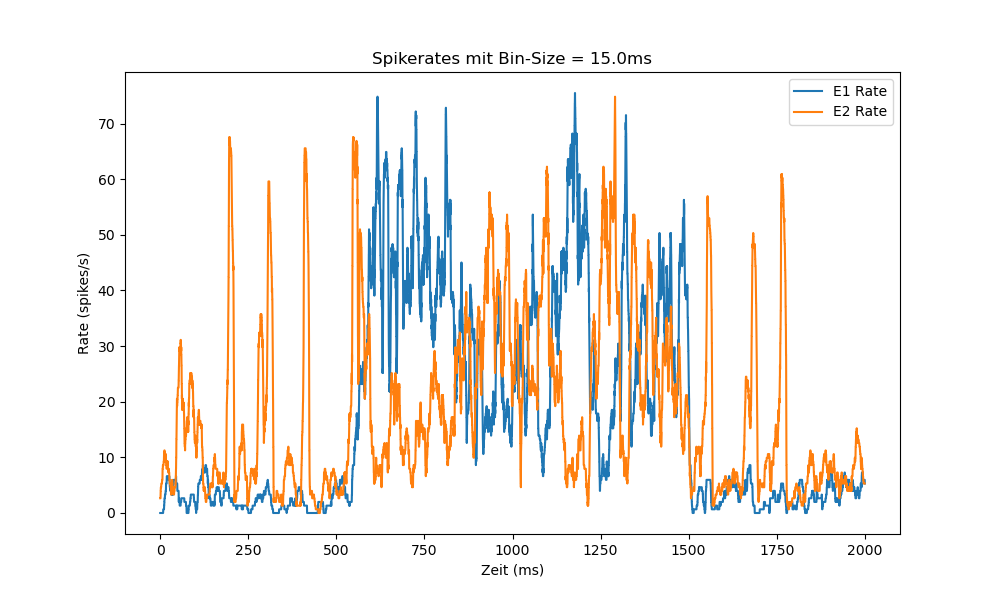 Spikerates mit Bin-Size = 15.0ms
E1 Rate
E2 Rate
Rate (spikes/s)
70
60
50
40
30
20
10
0
0 250 500 750 1000 1250 1500 1750 2000
Zeit (ms)